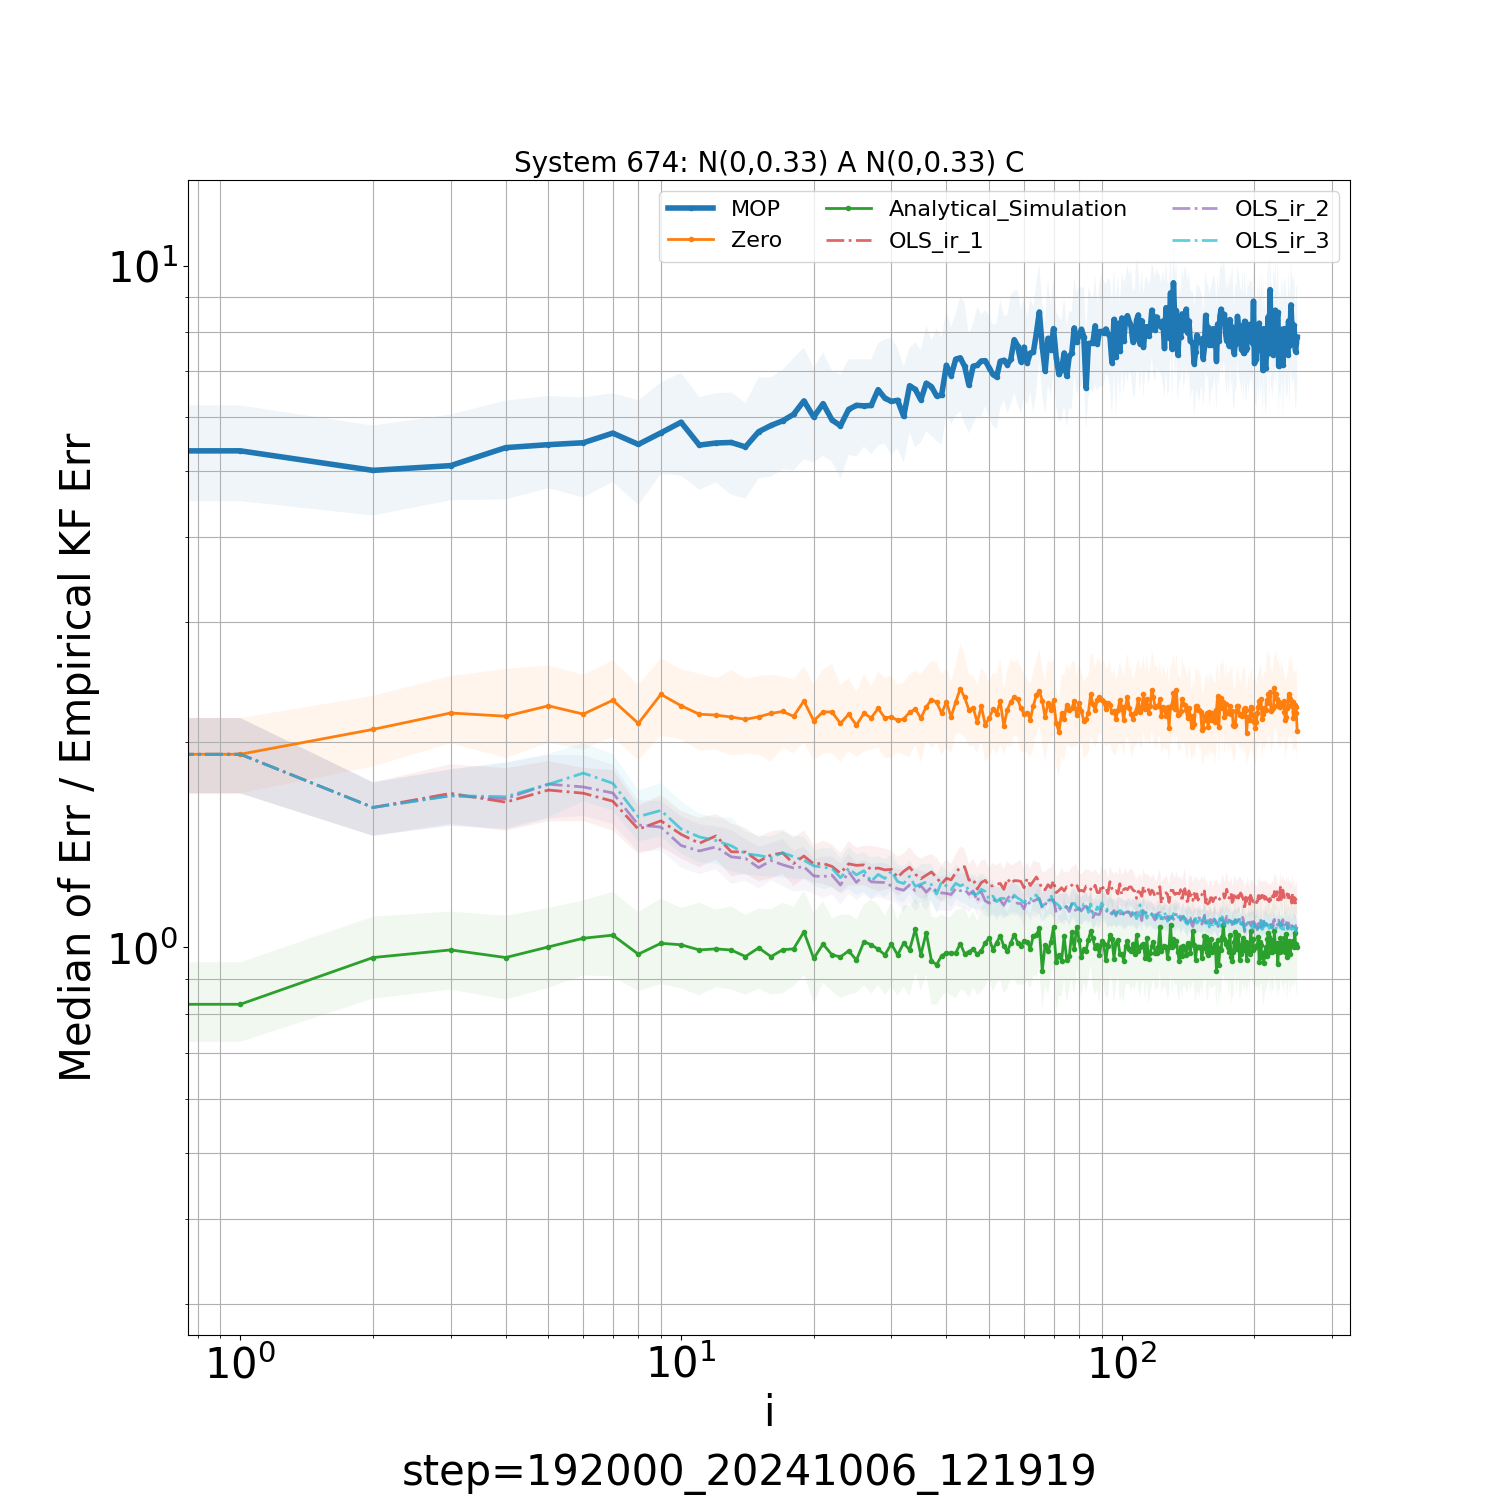 System 674: N(0,0.33) A N(0,0.33) C
MOP
Zero
Analytical_Simulation
OLS_ir_1
OLS_ir_2
OLS_ir_3
Median of Err / Empirical KF Err
10¹
10⁰
10⁰
10¹
10²
i
step=192000_20241006_121919